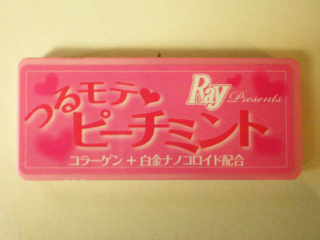 Ray Presents
つるモテ♥
ピーチミント
コラーゲン + 白金ナノコロイド配合